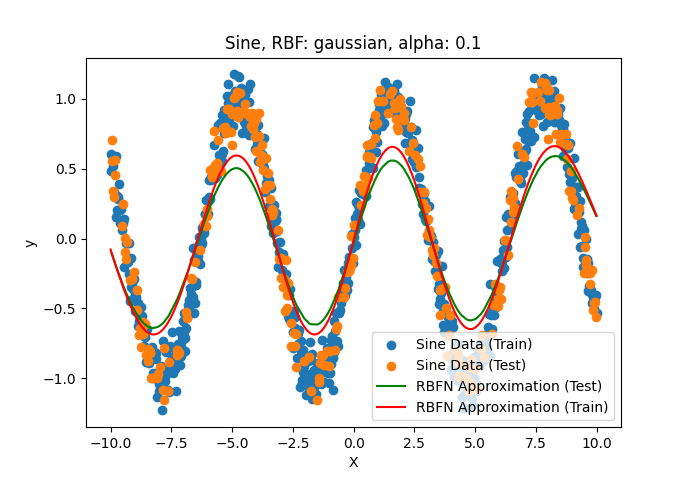 Sine, RBF: gaussian, alpha: 0.1
y
1.0
0.5
0.0
−0.5
−1.0
Sine Data (Train)
Sine Data (Test)
RBFN Approximation (Test)
RBFN Approximation (Train)
−10.0 −7.5 −5.0 −2.5 0.0 2.5 5.0 7.5 10.0
X